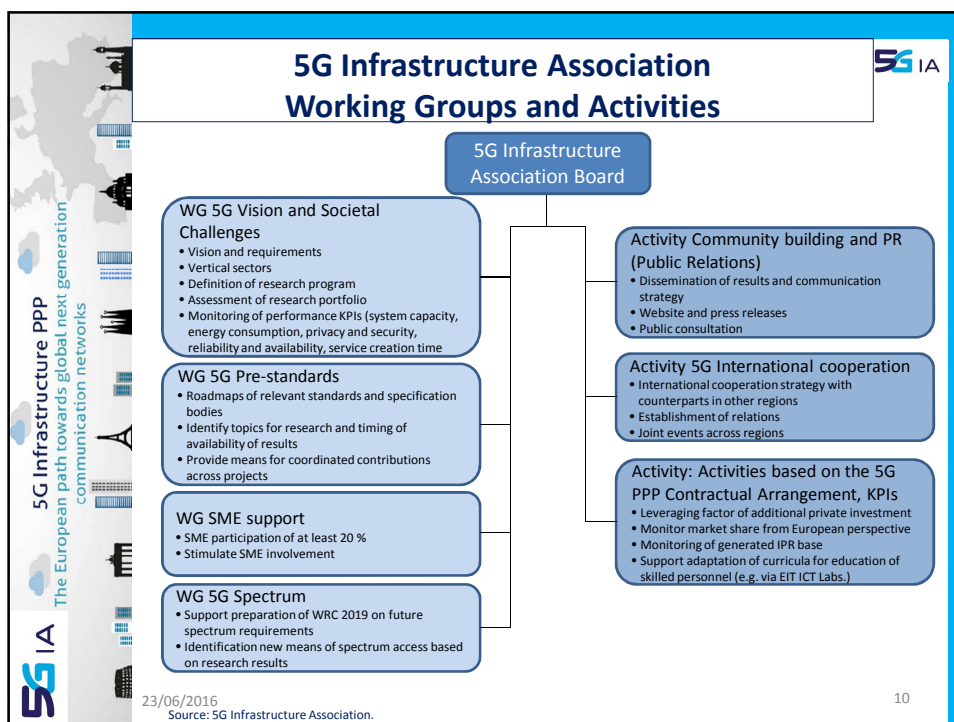 5G Infrastructure Association
Working Groups and Activities
5G IA
5G Infrastructure
Association Board
WG 5G Vision and Societal
Challenges
• Vision and requirements
• Vertical sectors
• Definition of research program
• Assessment of research portfolio
• Monitoring of performance KPIs (system capacity,
energy consumption, privacy and security,
reliability and availability, service creation time
WG 5G Pre-standards
• Roadmaps of relevant standards and specification
bodies
• Identify topics for research and timing of
availability of results
• Provide means for coordinated contributions
across projects
WG SME support
• SME participation of at least 20 %
• Stimulate SME involvement
WG 5G Spectrum
• Support preparation of WRC 2019 on future
spectrum requirements
• Identification new means of spectrum access based
on research results
Activity Community building and PR
(Public Relations)
• Dissemination of results and communication
strategy
• Website and press releases
• Public consultation
Activity 5G International cooperation
• International cooperation strategy with
counterparts in other regions
• Establishment of relations
• Joint events across regions
Activity: Activities based on the 5G
PPP Contractual Arrangement, KPIs
• Leveraging factor of additional private investment
• Monitor market share from European perspective
• Monitoring of generated IPR base
• Support adaptation of curricula for education of
skilled personnel (e.g. via EIT ICT Labs.)
5G Infrastructure PPP
The European path towards global next generation
communication networks
5G IA
23/06/2016
Source: 5G Infrastructure Association.
10